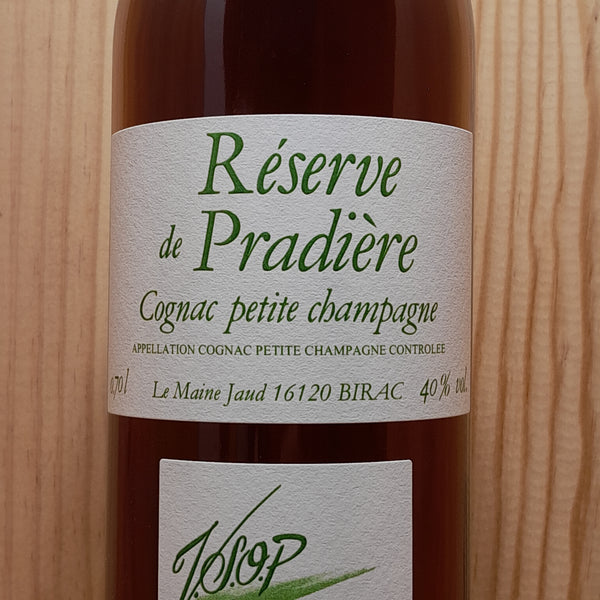 Réserve
de Pradière
Cognac petite champagne
APPELLATION COGNAC PETITE CHAMPAGNE CONTROLEE
0,70 l Le Maine Jaud 16120 BIRAC 40 % vol.
V.S.O.P